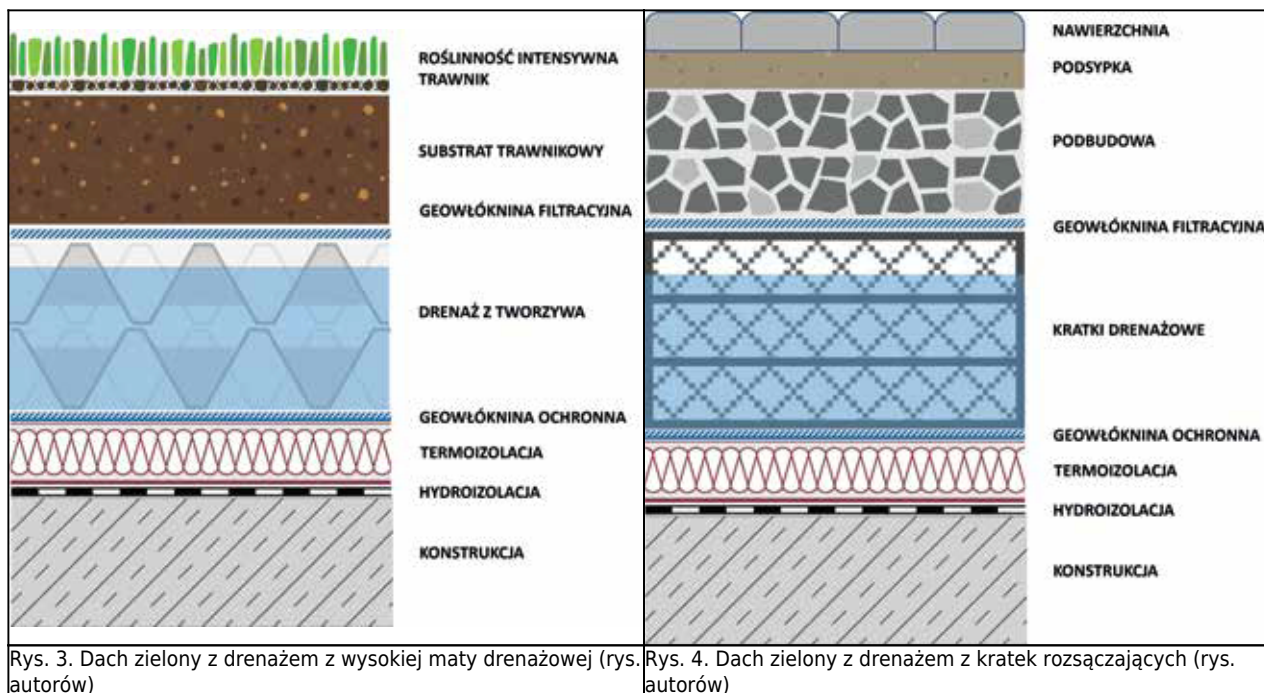 ROŚLINNOŚĆ INTENSYWNA
TRAWNIK
SUBSTRAT TRAWNIKOWY
GEOWŁÓKNINA FILTRACYJNA
DRENAŻ Z TWORZYWA
GEOWŁÓKNINA OCHRONNA
TERMOIZOLACJA
HYDROIZOLACJA
KONSTRUKCJA
Rys. 3. Dach zielony z drenażem z wysokiej maty drenażowej (rys.
autorów)
NAWIERZCHNIA
PODSYPKA
PODBUDOWA
GEOWŁÓKNINA FILTRACYJNA
KRATKI DRENAŻOWE
GEOWŁÓKNINA OCHRONNA
TERMOIZOLACJA
HYDROIZOLACJA
KONSTRUKCJA
Rys. 4. Dach zielony z drenażem z kratek rozsączających (rys.
autorów)